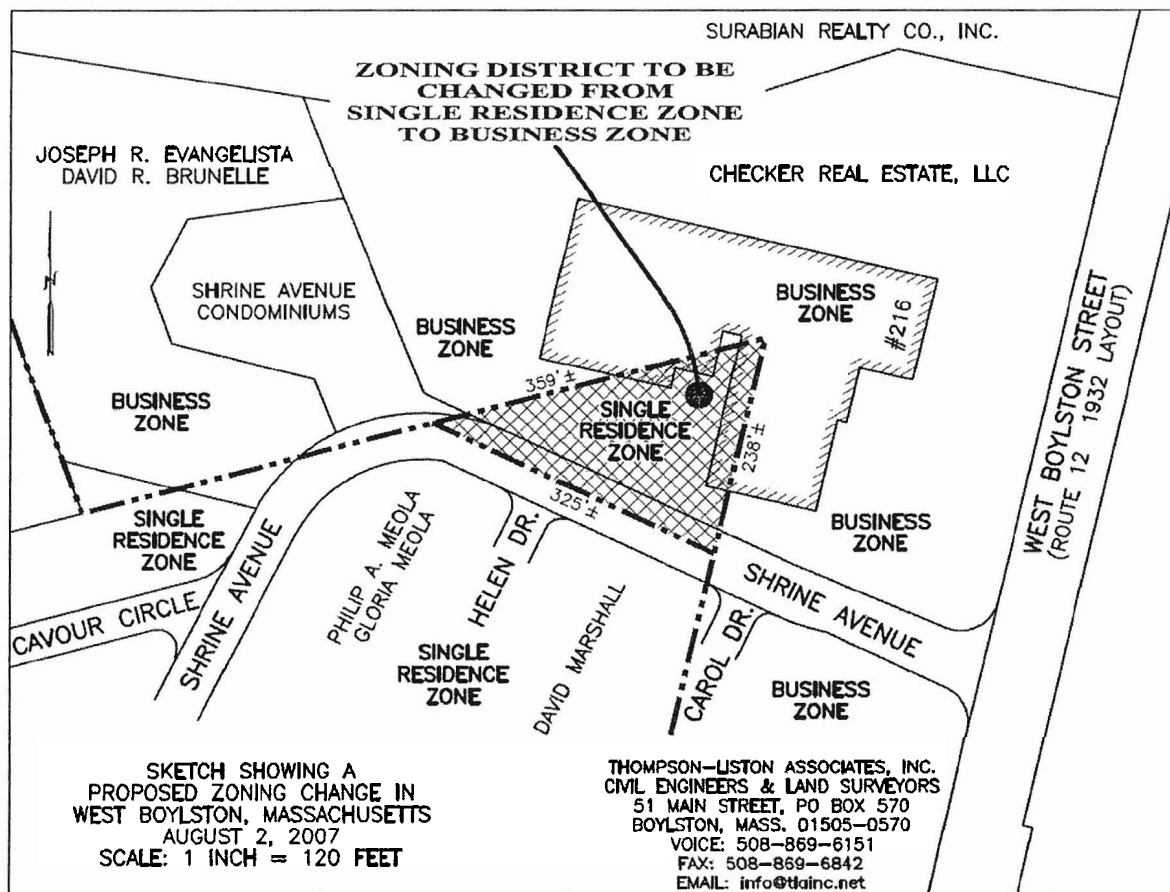 SURABIAN REALTY CO., INC.
ZONING DISTRICT TO BE
CHANGED FROM
SINGLE RESIDENCE ZONE
TO BUSINESS ZONE
JOSEPH R. EVANGELISTA
DAVID R. BRUNELLE
CHECKER REAL ESTATE, LLC
N
SHRINE AVENUE
CONDOMINIUMS
BUSINESS
ZONE
BUSINESS
ZONE
#216
WEST BOYLSTON STREET
(ROUTE 12 1932 LAYOUT)
359'±
BUSINESS
ZONE
SINGLE
RESIDENCE
ZONE
238'±
325'±
SINGLE
RESIDENCE
ZONE
BUSINESS
ZONE
CAVOUR CIRCLE
SHRINE AVENUE
PHILIP A. MEOLA
GLORIA MEOLA
HELEN DR.
SINGLE
RESIDENCE
ZONE
DAVID MARSHALL
CAROL DR.
SHRINE AVENUE
BUSINESS
ZONE
SKETCH SHOWING A
PROPOSED ZONING CHANGE IN
WEST BOYLSTON, MASSACHUSETTS
AUGUST 2, 2007
SCALE: 1 INCH = 120 FEET
THOMPSON-LISTON ASSOCIATES, INC.
CIVIL ENGINEERS & LAND SURVEYORS
51 MAIN STREET, PO BOX 570
BOYLSTON, MASS. 01505-0570
VOICE: 508-869-6151
FAX: 508-869-6842
EMAIL: info@tlainc.net